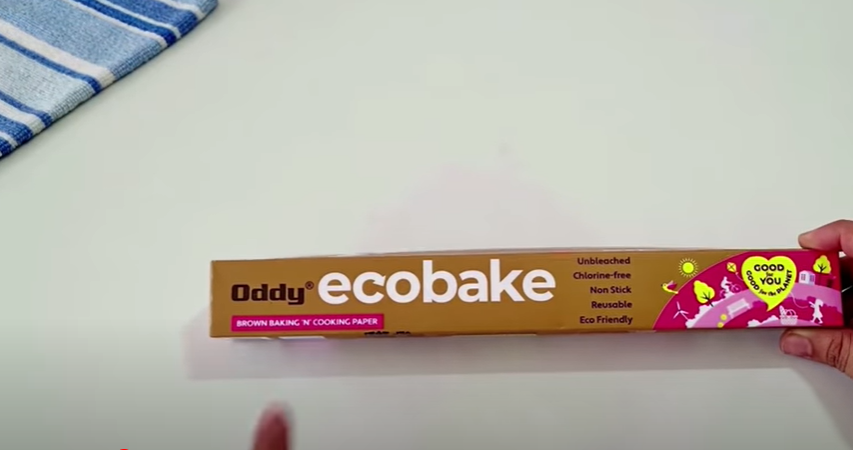 Oddy® ecobake
BROWN BAKING 'N' COOKING PAPER
Unbleached
Chlorine-free
Non Stick
Reusable
Eco Friendly
GOOD
for
YOU
GOOD for the PLANET